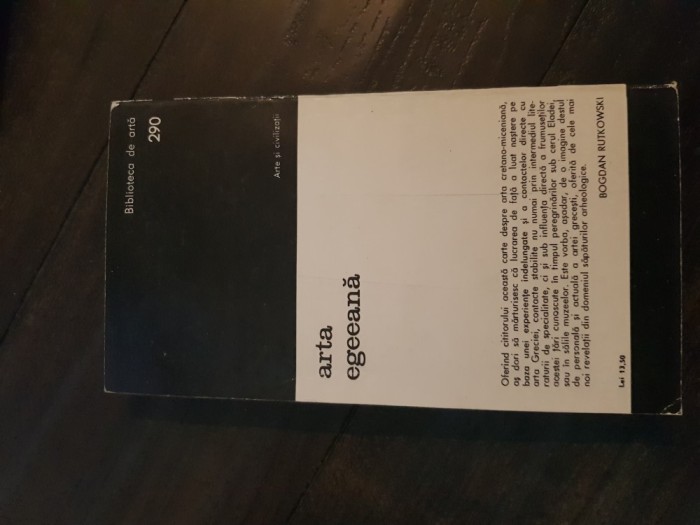 Biblioteca de artă
290
Arte și civilizații
arta
egeeană
Oferind cititorului această carte despre arta cretano-miceniană,
aș dori să mărturisesc că lucrarea de față a luat naștere pe
baza unei experiențe îndelungate și a contactelor directe cu
arta Greciei, contacte stabilite nu numai prin intermediul lite-
raturii de specialitate, ci și sub influența directă a frumuseților
acestei țări cunoscute în timpul peregrinărilor sub cerul Eladei,
sau în sălile muzeelor. Este vorba, așadar, de o imagine destul
de personală și actuală a artei grecești, oferită de cele mai
noi revelații din domeniul săpăturilor arheologice.
BOGDAN RUTKOWSKI
Lei 13,50